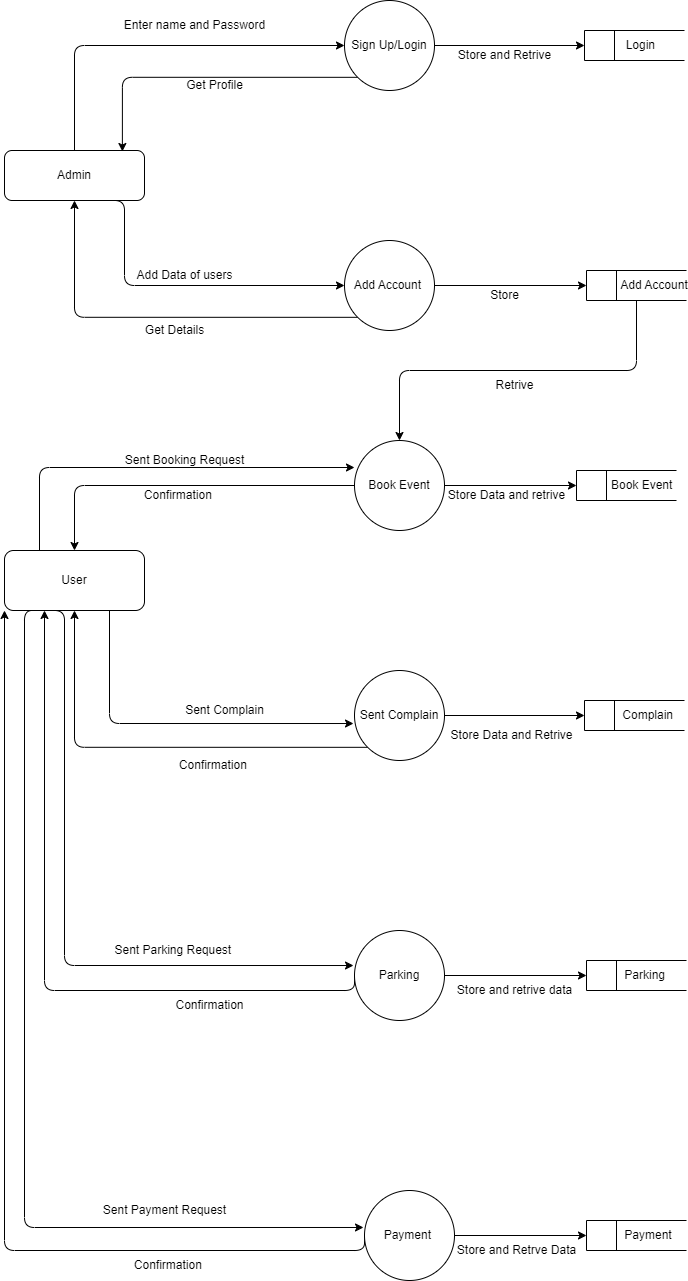 Enter name and Password
Sign Up/Login
Store and Retrive
Login
Get Profile
Admin
Add Data of users
Add Account
Store
Add Account
Get Details
Retrive
Sent Booking Request
Book Event
Store Data and retrive
Book Event
Confirmation
User
Sent Complain
Sent Complain
Store Data and Retrive
Complain
Confirmation
Sent Parking Request
Parking
Store and retrive data
Parking
Confirmation
Sent Payment Request
Payment
Store and Retrve Data
Payment
Confirmation